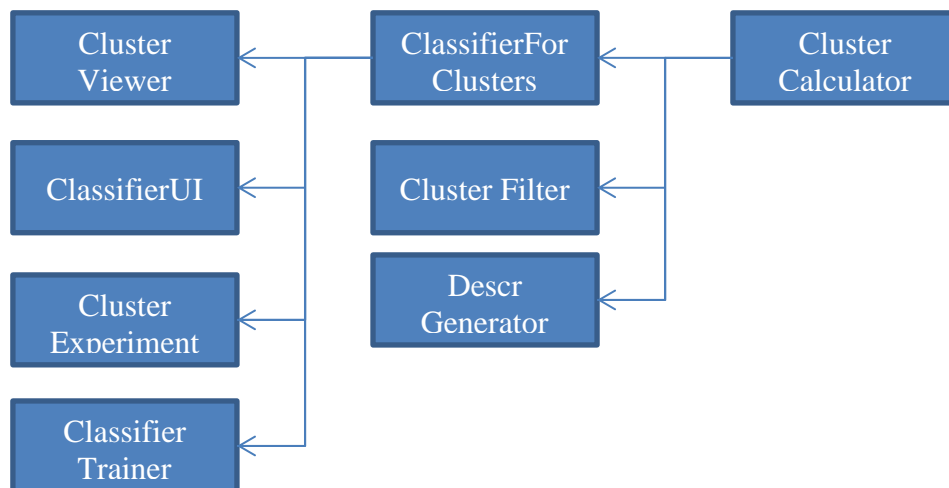 Cluster
Viewer
ClassifierFor
Clusters
Cluster
Calculator
ClassifierUI
Cluster Filter
Descr
Generator
Cluster
Experiment
Classifier
Trainer